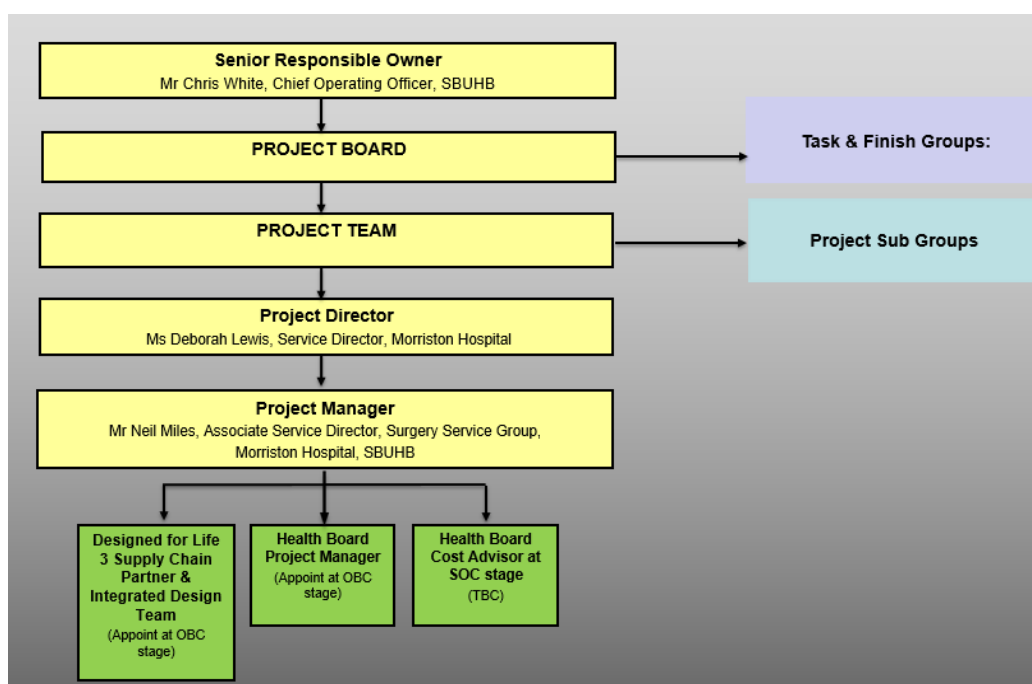 Senior Responsible Owner
Mr Chris White, Chief Operating Officer, SBUHB
PROJECT BOARD
Task & Finish Groups:
PROJECT TEAM
Project Sub Groups
Project Director
Ms Deborah Lewis, Service Director, Morriston Hospital
Project Manager
Mr Neil Miles, Associate Service Director, Surgery Service Group,
Morriston Hospital, SBUHB
Designed for Life
3 Supply Chain
Partner &
Integrated Design
Team
(Appoint at OBC
stage)
Health Board
Project Manager
(Appoint at OBC
stage)
Health Board
Cost Advisor at
SOC stage
(TBC)